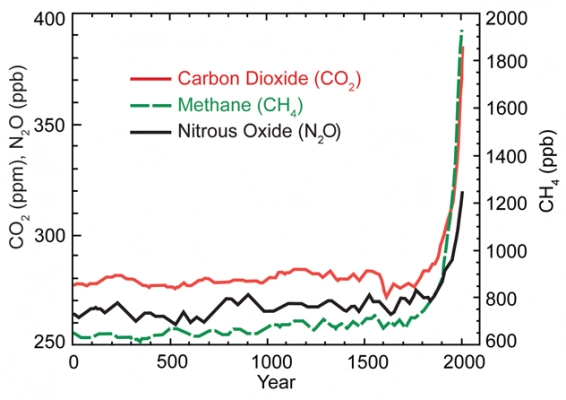 400
350
300
250
CO₂ (ppm), N₂O (ppb)
Carbon Dioxide (CO₂)
Methane (CH₄)
Nitrous Oxide (N₂O)
2000
1800
1600
1400
1200
1000
800
600
CH₄ (ppb)
0 500 1000 1500 2000
Year